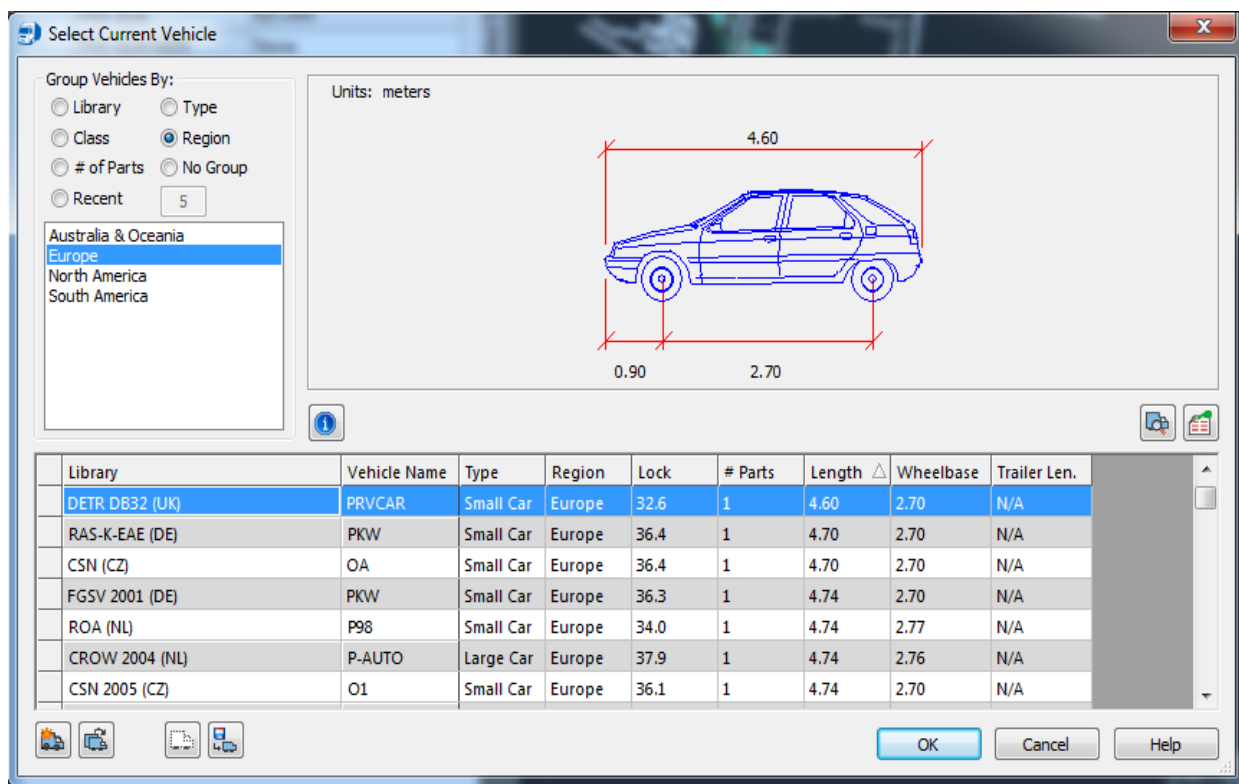 Select Current Vehicle
Group Vehicles By:
Library Type
Class Region
# of Parts No Group
Recent 5
Australia & Oceania
Europe
North America
South America
Units: meters
4.60
0.90 2.70
Library Vehicle Name Type Region Lock # Parts Length Wheelbase Trailer Len.
DETR DB32 (UK) PRVCAR Small Car Europe 32.6 1 4.60 2.70 N/A
RAS-K-EAE (DE) PKW Small Car Europe 36.4 1 4.70 2.70 N/A
CSN (CZ) OA Small Car Europe 36.4 1 4.70 2.70 N/A
FGSV 2001 (DE) PKW Small Car Europe 36.3 1 4.74 2.70 N/A
ROA (NL) P98 Small Car Europe 34.0 1 4.74 2.77 N/A
CROW 2004 (NL) P-AUTO Large Car Europe 37.9 1 4.74 2.76 N/A
CSN 2005 (CZ) O1 Small Car Europe 36.1 1 4.74 2.70 N/A
OK Cancel Help